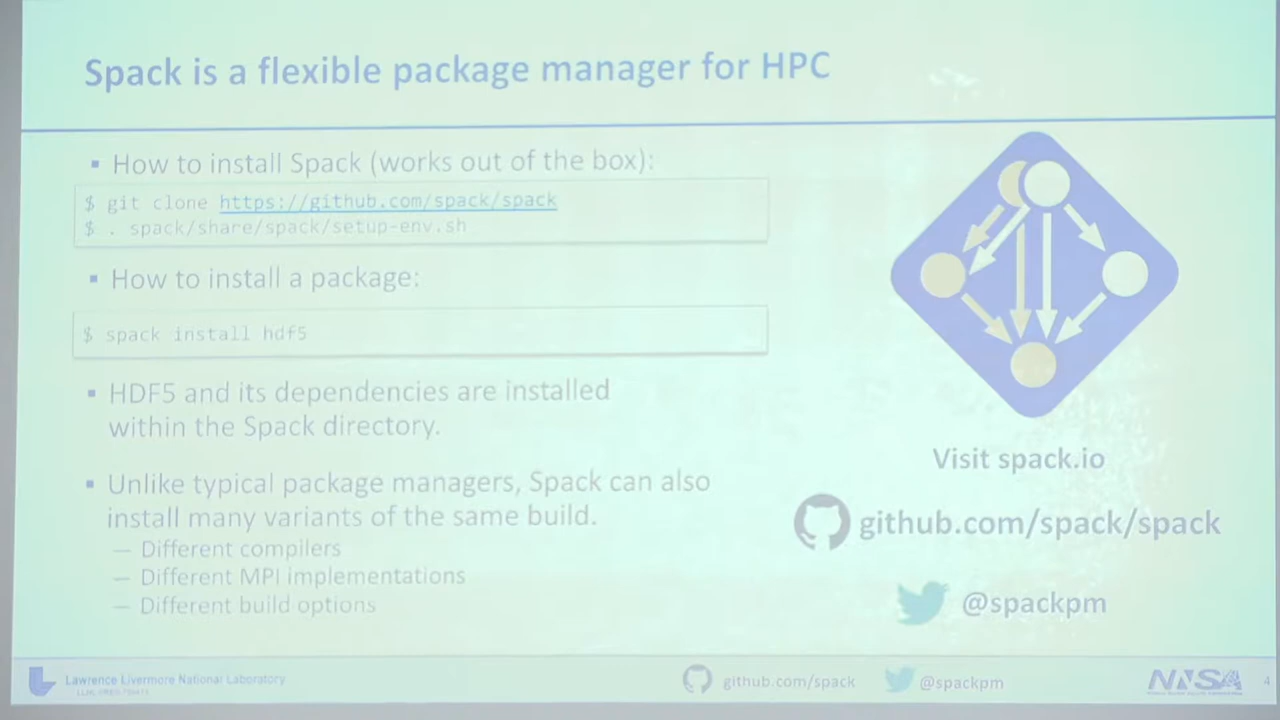 Spack is a flexible package manager for HPC
▪ How to install Spack (works out of the box):
$ git clone https://github.com/spack/spack
$ . spack/share/spack/setup-env.sh
▪ How to install a package:
$ spack install hdf5
▪ HDF5 and its dependencies are installed
within the Spack directory.
▪ Unlike typical package managers, Spack can also
install many variants of the same build.
— Different compilers
— Different MPI implementations
— Different build options
Visit spack.io
github.com/spack/spack
@spackpm
Lawrence Livermore National Laboratory
github.com/spack
@spackpm
NNSA
4